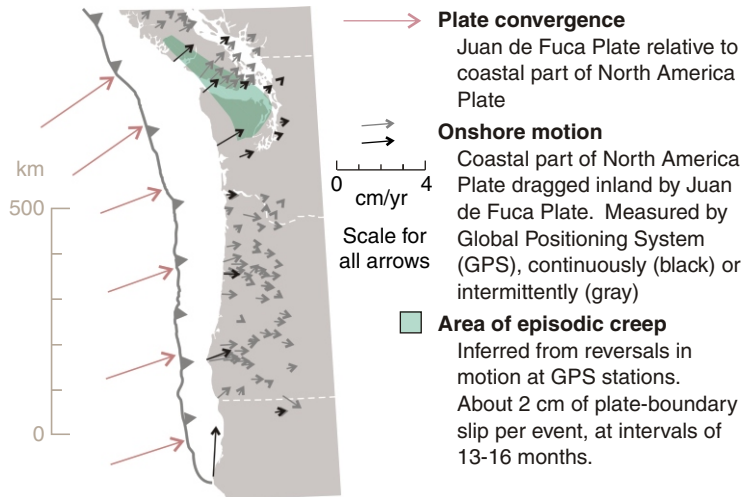 Plate convergence
Juan de Fuca Plate relative to
coastal part of North America
Plate
Onshore motion
Coastal part of North America
Plate dragged inland by Juan
de Fuca Plate.  Measured by
Global Positioning System
(GPS), continuously (black) or
intermittently (gray)
Area of episodic creep
Inferred from reversals in
motion at GPS stations.
About 2 cm of plate-boundary
slip per event, at intervals of
13-16 months.
0 4
cm/yr
Scale for
all arrows
km
500
0